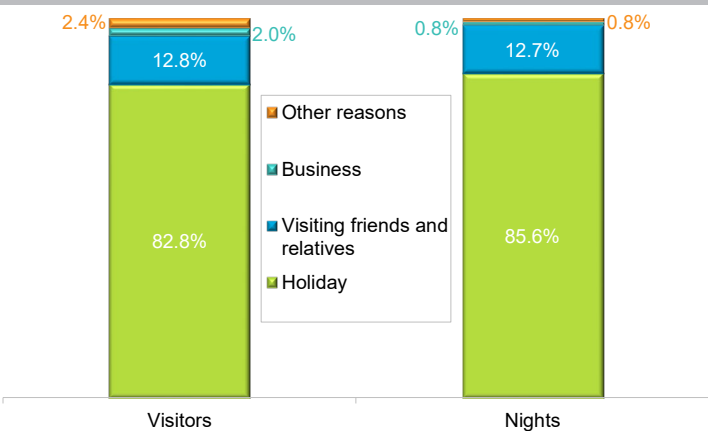 2.4%
2.0%
0.8%
0.8%
12.8%
12.7%
Other reasons
Business
Visiting friends and
relatives
Holiday
82.8%
85.6%
Visitors
Nights